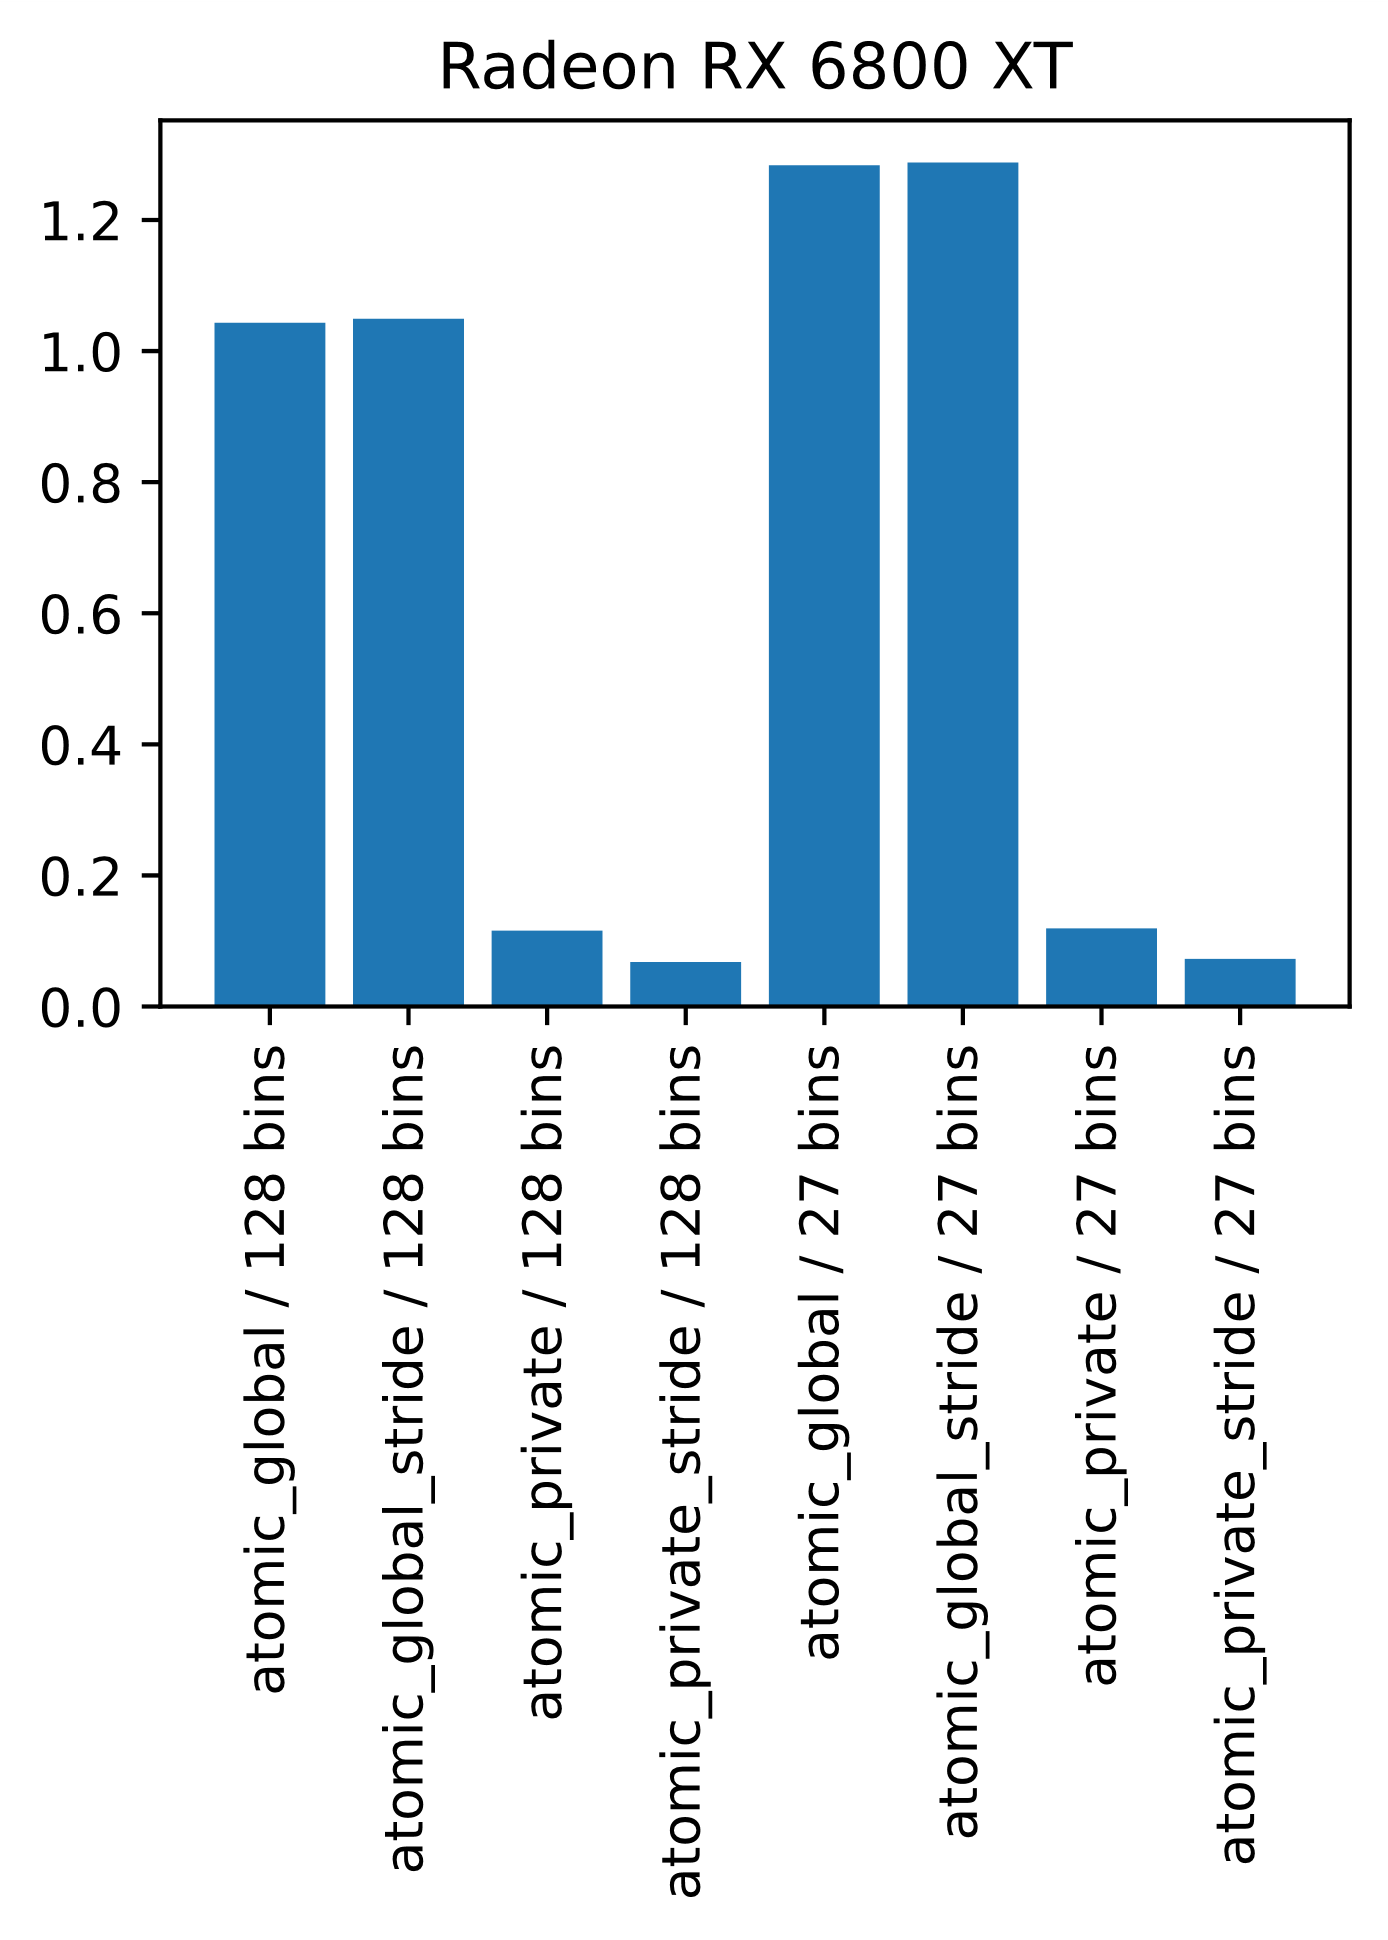 Radeon RX 6800 XT
1.2
1.0
0.8
0.6
0.4
0.2
0.0
atomic_global / 128 bins
atomic_global_stride / 128 bins
atomic_private / 128 bins
atomic_private_stride / 128 bins
atomic_global / 27 bins
atomic_global_stride / 27 bins
atomic_private / 27 bins
atomic_private_stride / 27 bins